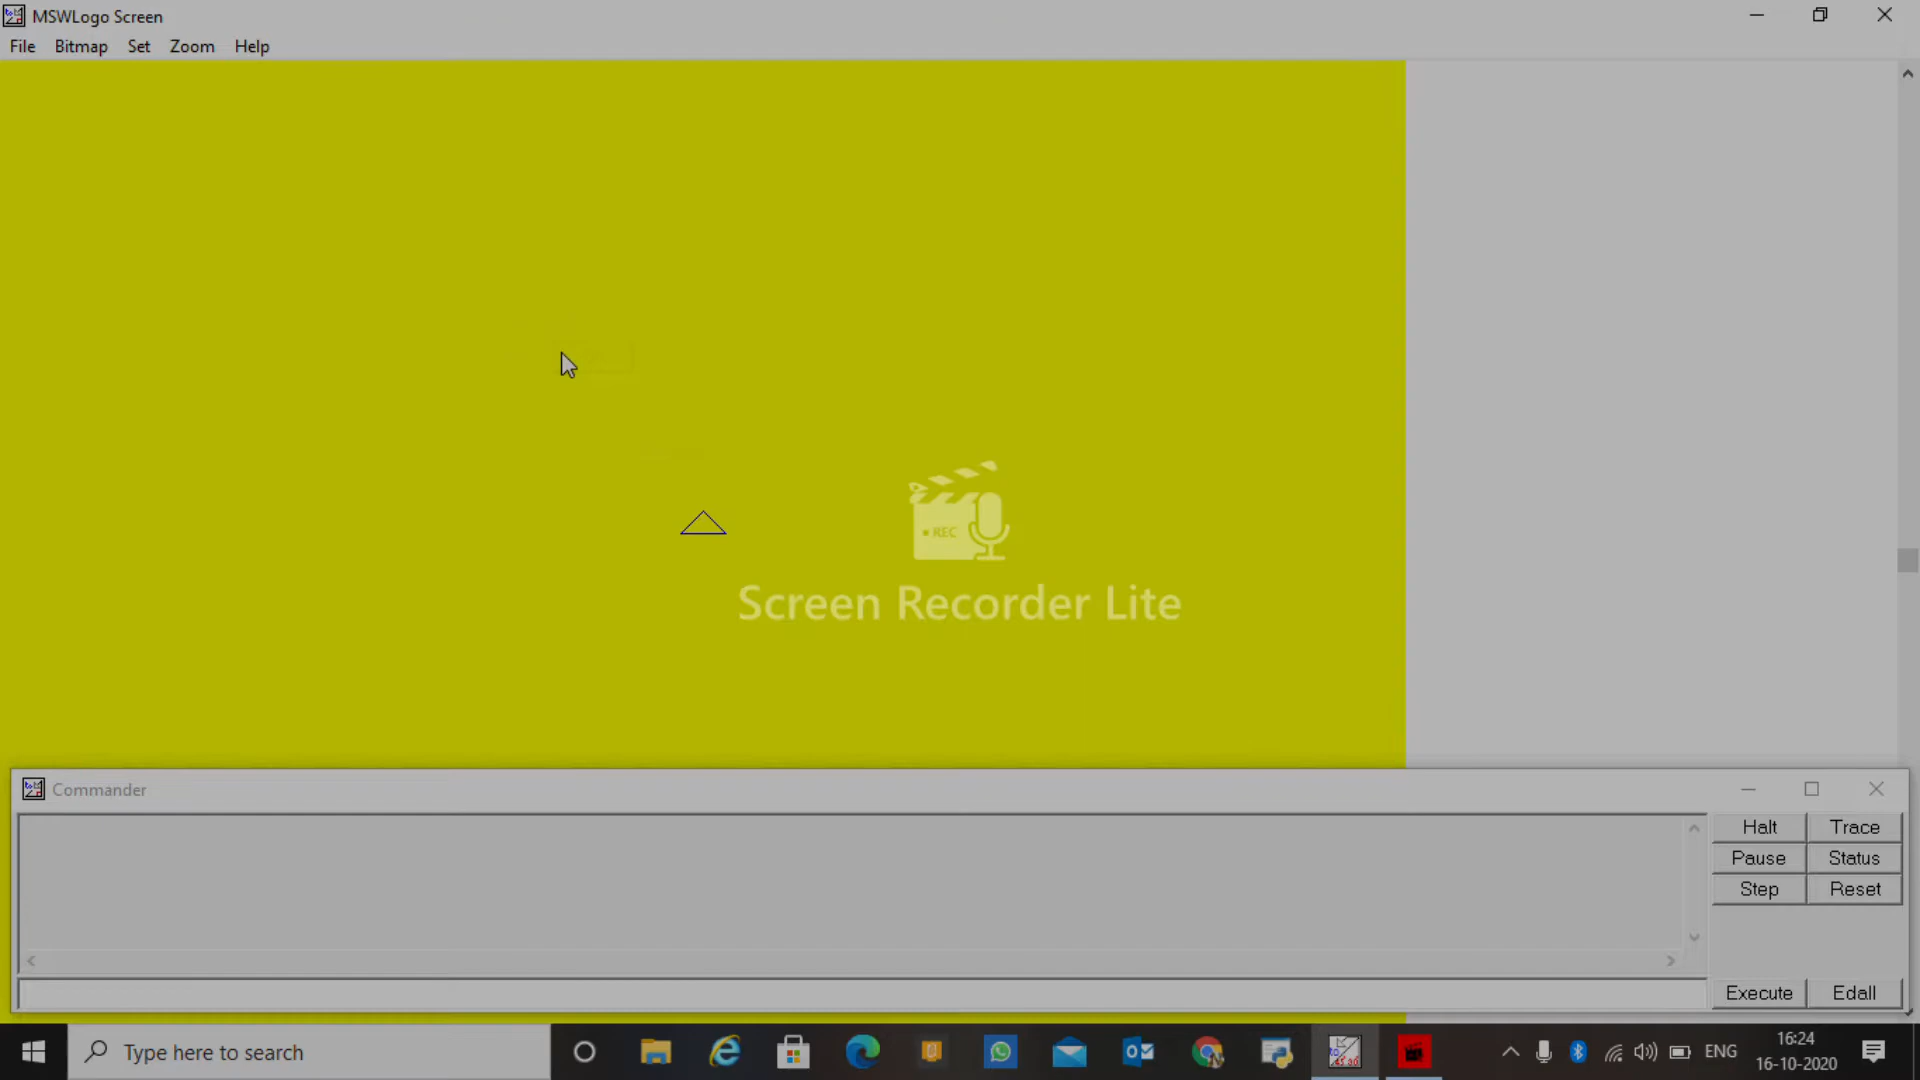 MSWLogo Screen
File Bitmap Set Zoom Help
REC
Screen Recorder Lite
Commander
Halt Trace
Pause Status
Step Reset
Execute Edall
Type here to search
ENG
16:24
16-10-2020